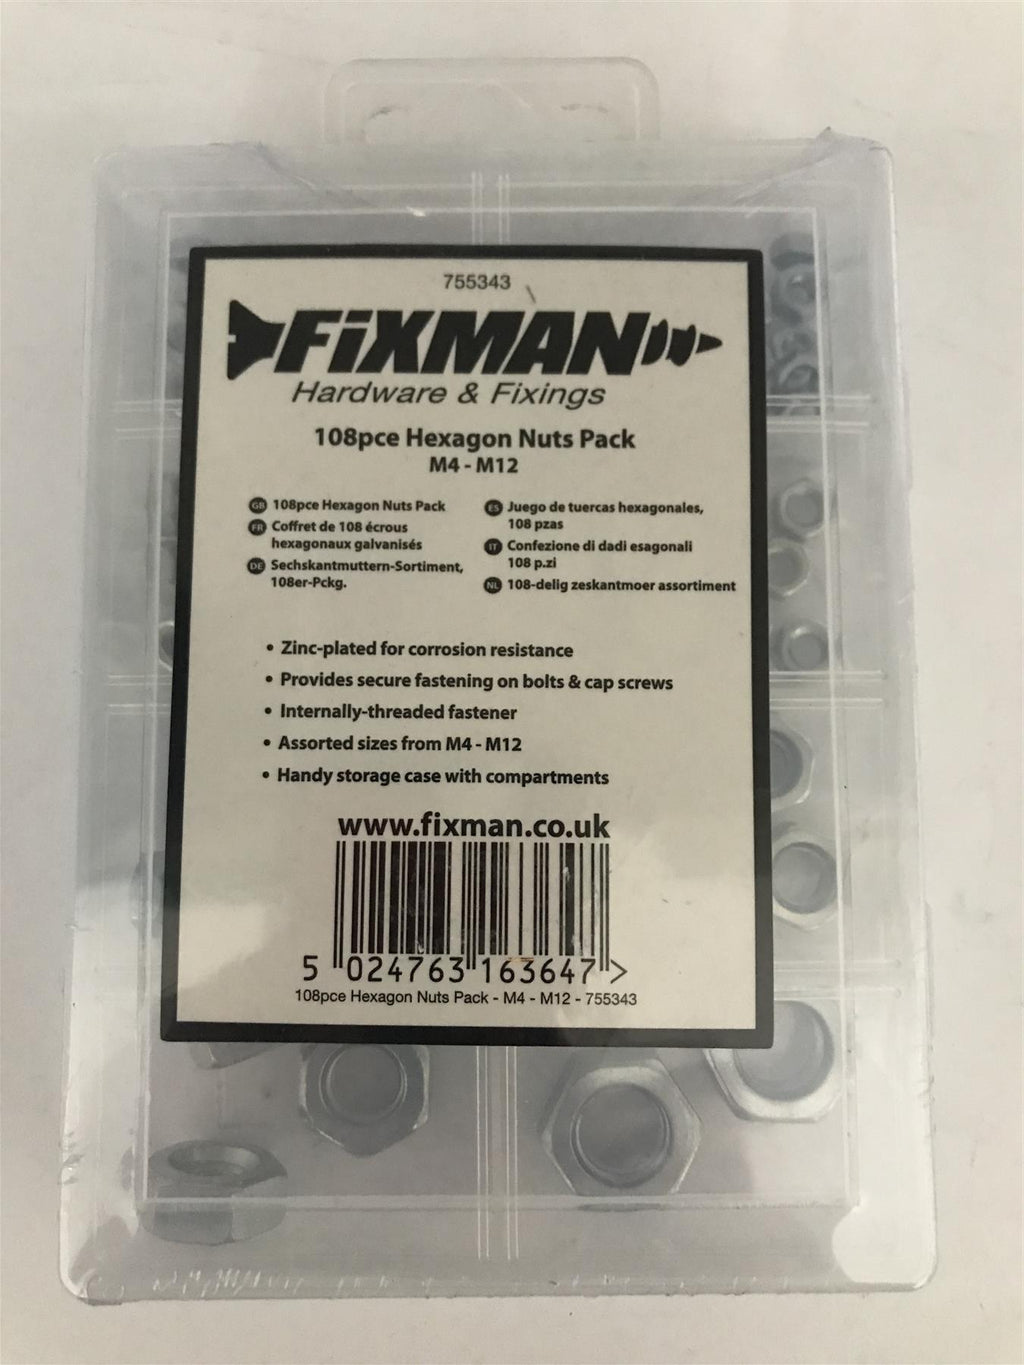 755343
FiXMAN
Hardware & Fixings
108pce Hexagon Nuts Pack
M4 - M12
GB 108pce Hexagon Nuts Pack
FR Coffret de 108 écrous
hexagonaux galvanisés
DE Sechskantmuttern-Sortiment,
108er-Pckg.
ES Juego de tuercas hexagonales,
108 pzas
IT Confezione di dadi esagonali
108 p.zi
NL 108-delig zeskantmoer assortiment
• Zinc-plated for corrosion resistance
• Provides secure fastening on bolts & cap screws
• Internally-threaded fastener
• Assorted sizes from M4 - M12
• Handy storage case with compartments
www.fixman.co.uk
5 024763 163647 >
108pce Hexagon Nuts Pack - M4 - M12 - 755343